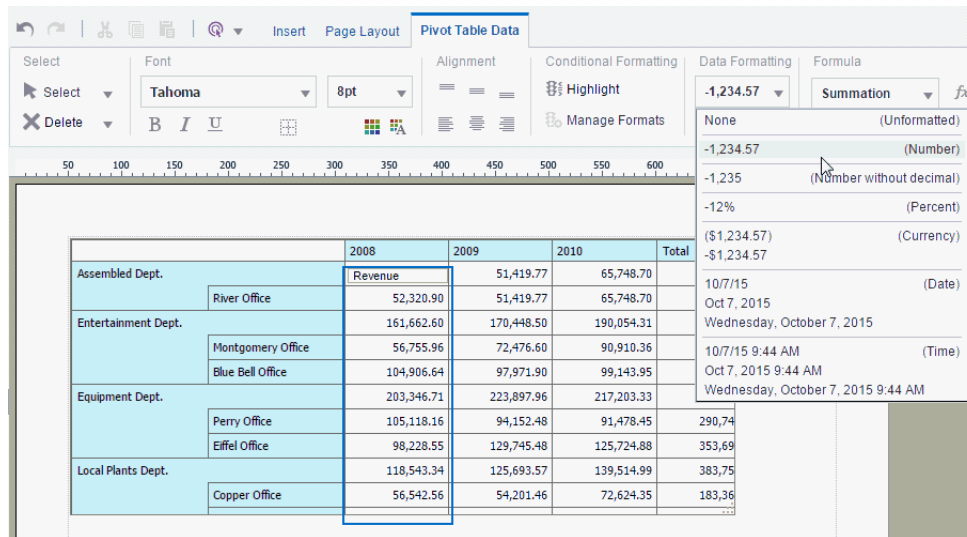 Insert Page Layout Pivot Table Data
Select Font Alignment Conditional Formatting Data Formatting Formula
Select Tahoma 8pt Highlight -1,234.57 Summation fx
Delete B I U Manage Formats
None (Unformatted)
-1,234.57 (Number)
-1,235 (Number without decimal)
-12% (Percent)
($1,234.57) (Currency)
-$1,234.57
10/7/15 (Date)
Oct 7, 2015
Wednesday, October 7, 2015
10/7/15 9:44 AM (Time)
Oct 7, 2015 9:44 AM
Wednesday, October 7, 2015 9:44 AM
50 100 150 200 250 300 350 400 450 500 550 600
2008 2009 2010 Total
Assembled Dept. Revenue 51,419.77 65,748.70
River Office 52,320.90 51,419.77 65,748.70
Entertainment Dept. 161,662.60 170,448.50 190,054.31
Montgomery Office 56,755.96 72,476.60 90,910.36
Blue Bell Office 104,906.64 97,971.90 99,143.95
Equipment Dept. 203,346.71 223,897.96 217,203.33
Perry Office 105,118.16 94,152.48 91,478.45 290,74
Eiffel Office 98,228.55 129,745.48 125,724.88 353,69
Local Plants Dept. 118,543.34 125,693.57 139,514.99 383,75
Copper Office 56,542.56 54,201.46 72,624.35 183,36